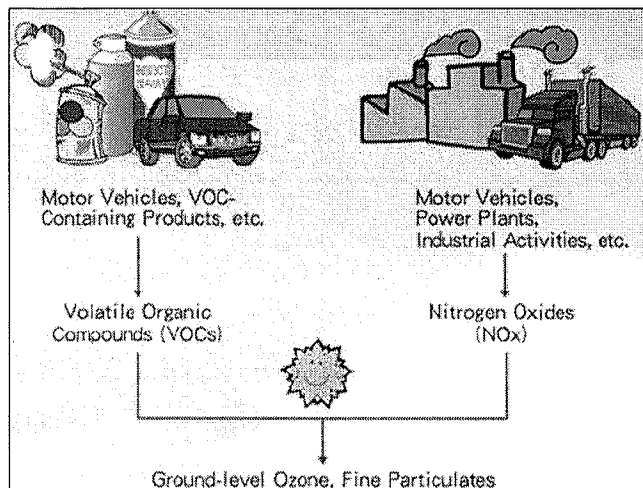 Motor Vehicles, VOC-
Containing Products, etc.
Motor Vehicles,
Power Plants,
Industrial Activities, etc.
Volatile Organic
Compounds (VOCs)
Nitrogen Oxides
(NOx)
Ground-level Ozone, Fine Particulates